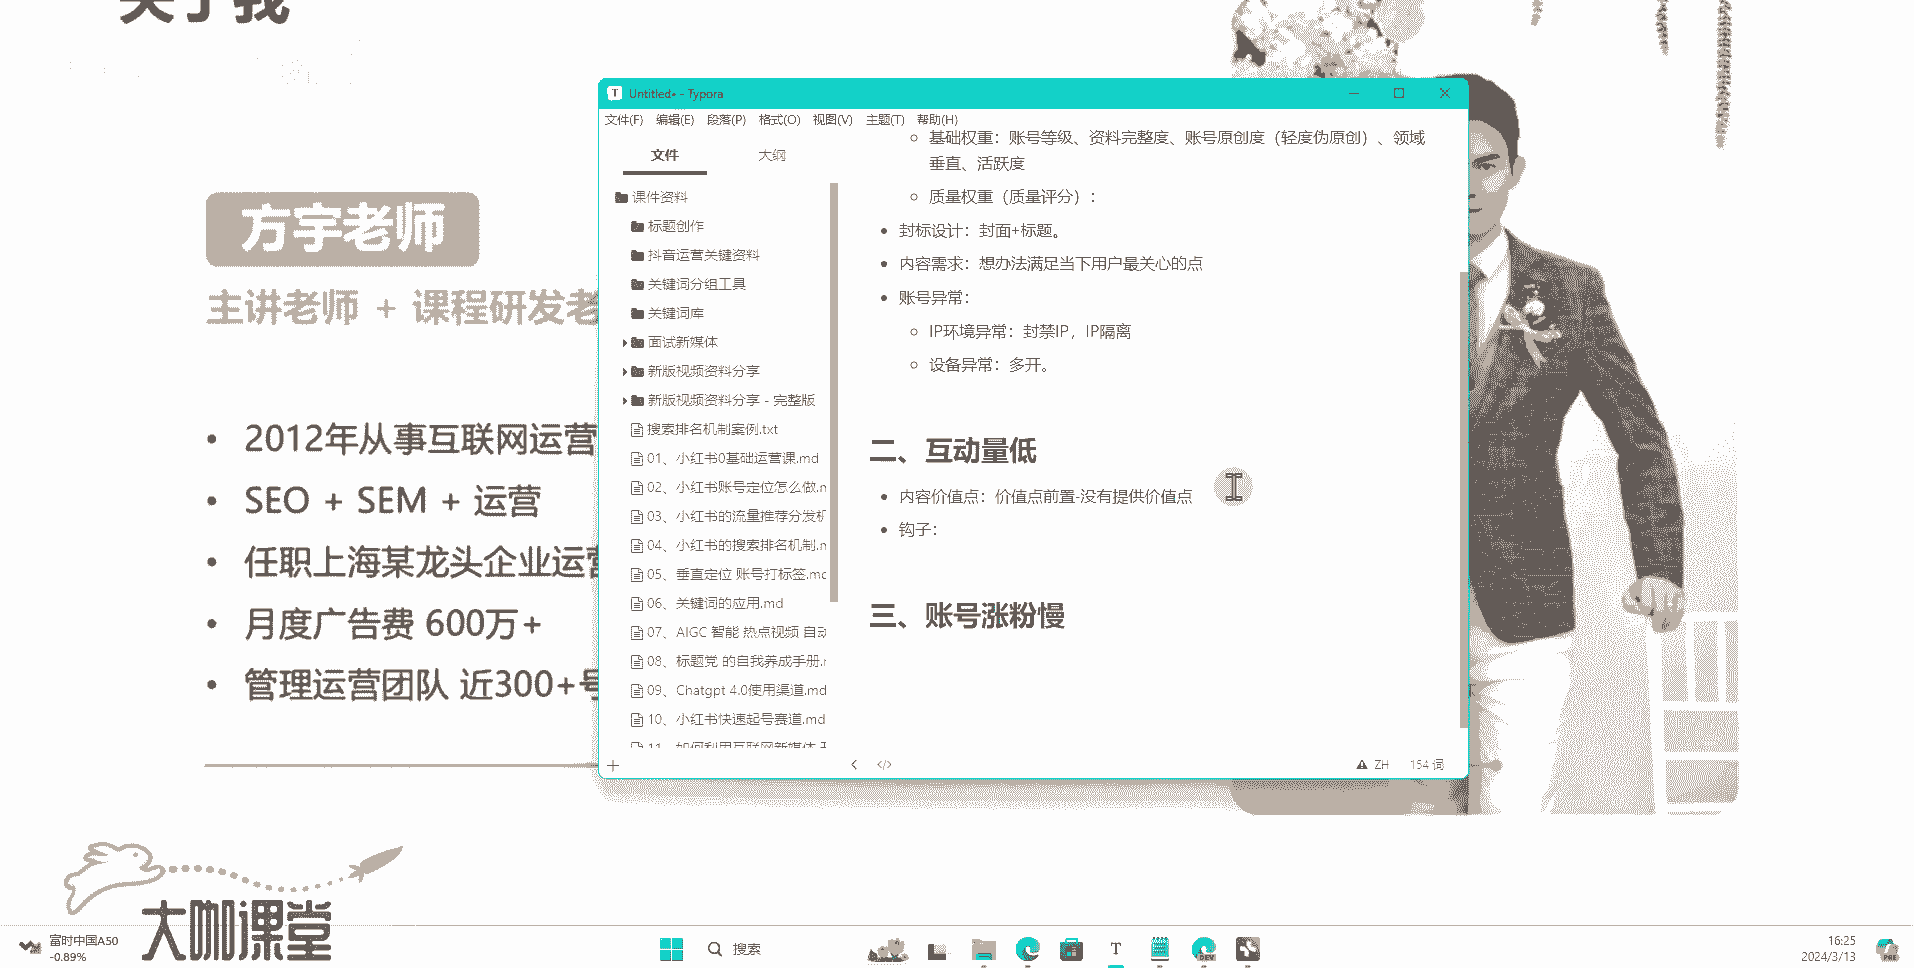 关于我
方宇老师
主讲老师 + 课程研发老
• 2012年从事互联网运营
• SEO + SEM + 运营
• 任职上海某龙头企业运营
• 月度广告费 600万+
• 管理运营团队 近300+号
Untitled• - Typora
文件(F) 编辑(E) 段落(P) 格式(O) 视图(V) 主题(T) 帮助(H)
文件 大纲
课件资料
标题创作
抖音运营关键资料
关键词分组工具
关键词库
面试新媒体
新版视频资料分享
新版视频资料分享 - 完整版
搜索排名机制案例.txt
01、小红书0基础运营课.md
02、小红书账号定位怎么做.m
03、小红书的流量推荐分发机
04、小红书的搜索排名机制.m
05、垂直定位 账号打标签.md
06、关键词的应用.md
07、AIGC 智能 热点视频 自动
08、标题党 的自我养成手册.m
09、Chatgpt 4.0使用渠道.md
10、小红书快速起号赛道.md
11、如何利用互联网新媒体
基础权重：账号等级、资料完整度、账号原创度（轻度伪原创）、领域
垂直、活跃度
质量权重（质量评分）：
• 封标设计：封面+标题。
• 内容需求：想办法满足当下用户最关心的点
• 账号异常：
IP环境异常：封禁IP，IP隔离
设备异常：多开。
二、互动量低
• 内容价值点：价值点前置-没有提供价值点
• 钩子：
三、账号涨粉慢
ZH 154 词
大咖课堂
富时中国A50
-0.89%
搜索
16:25
2024/3/13